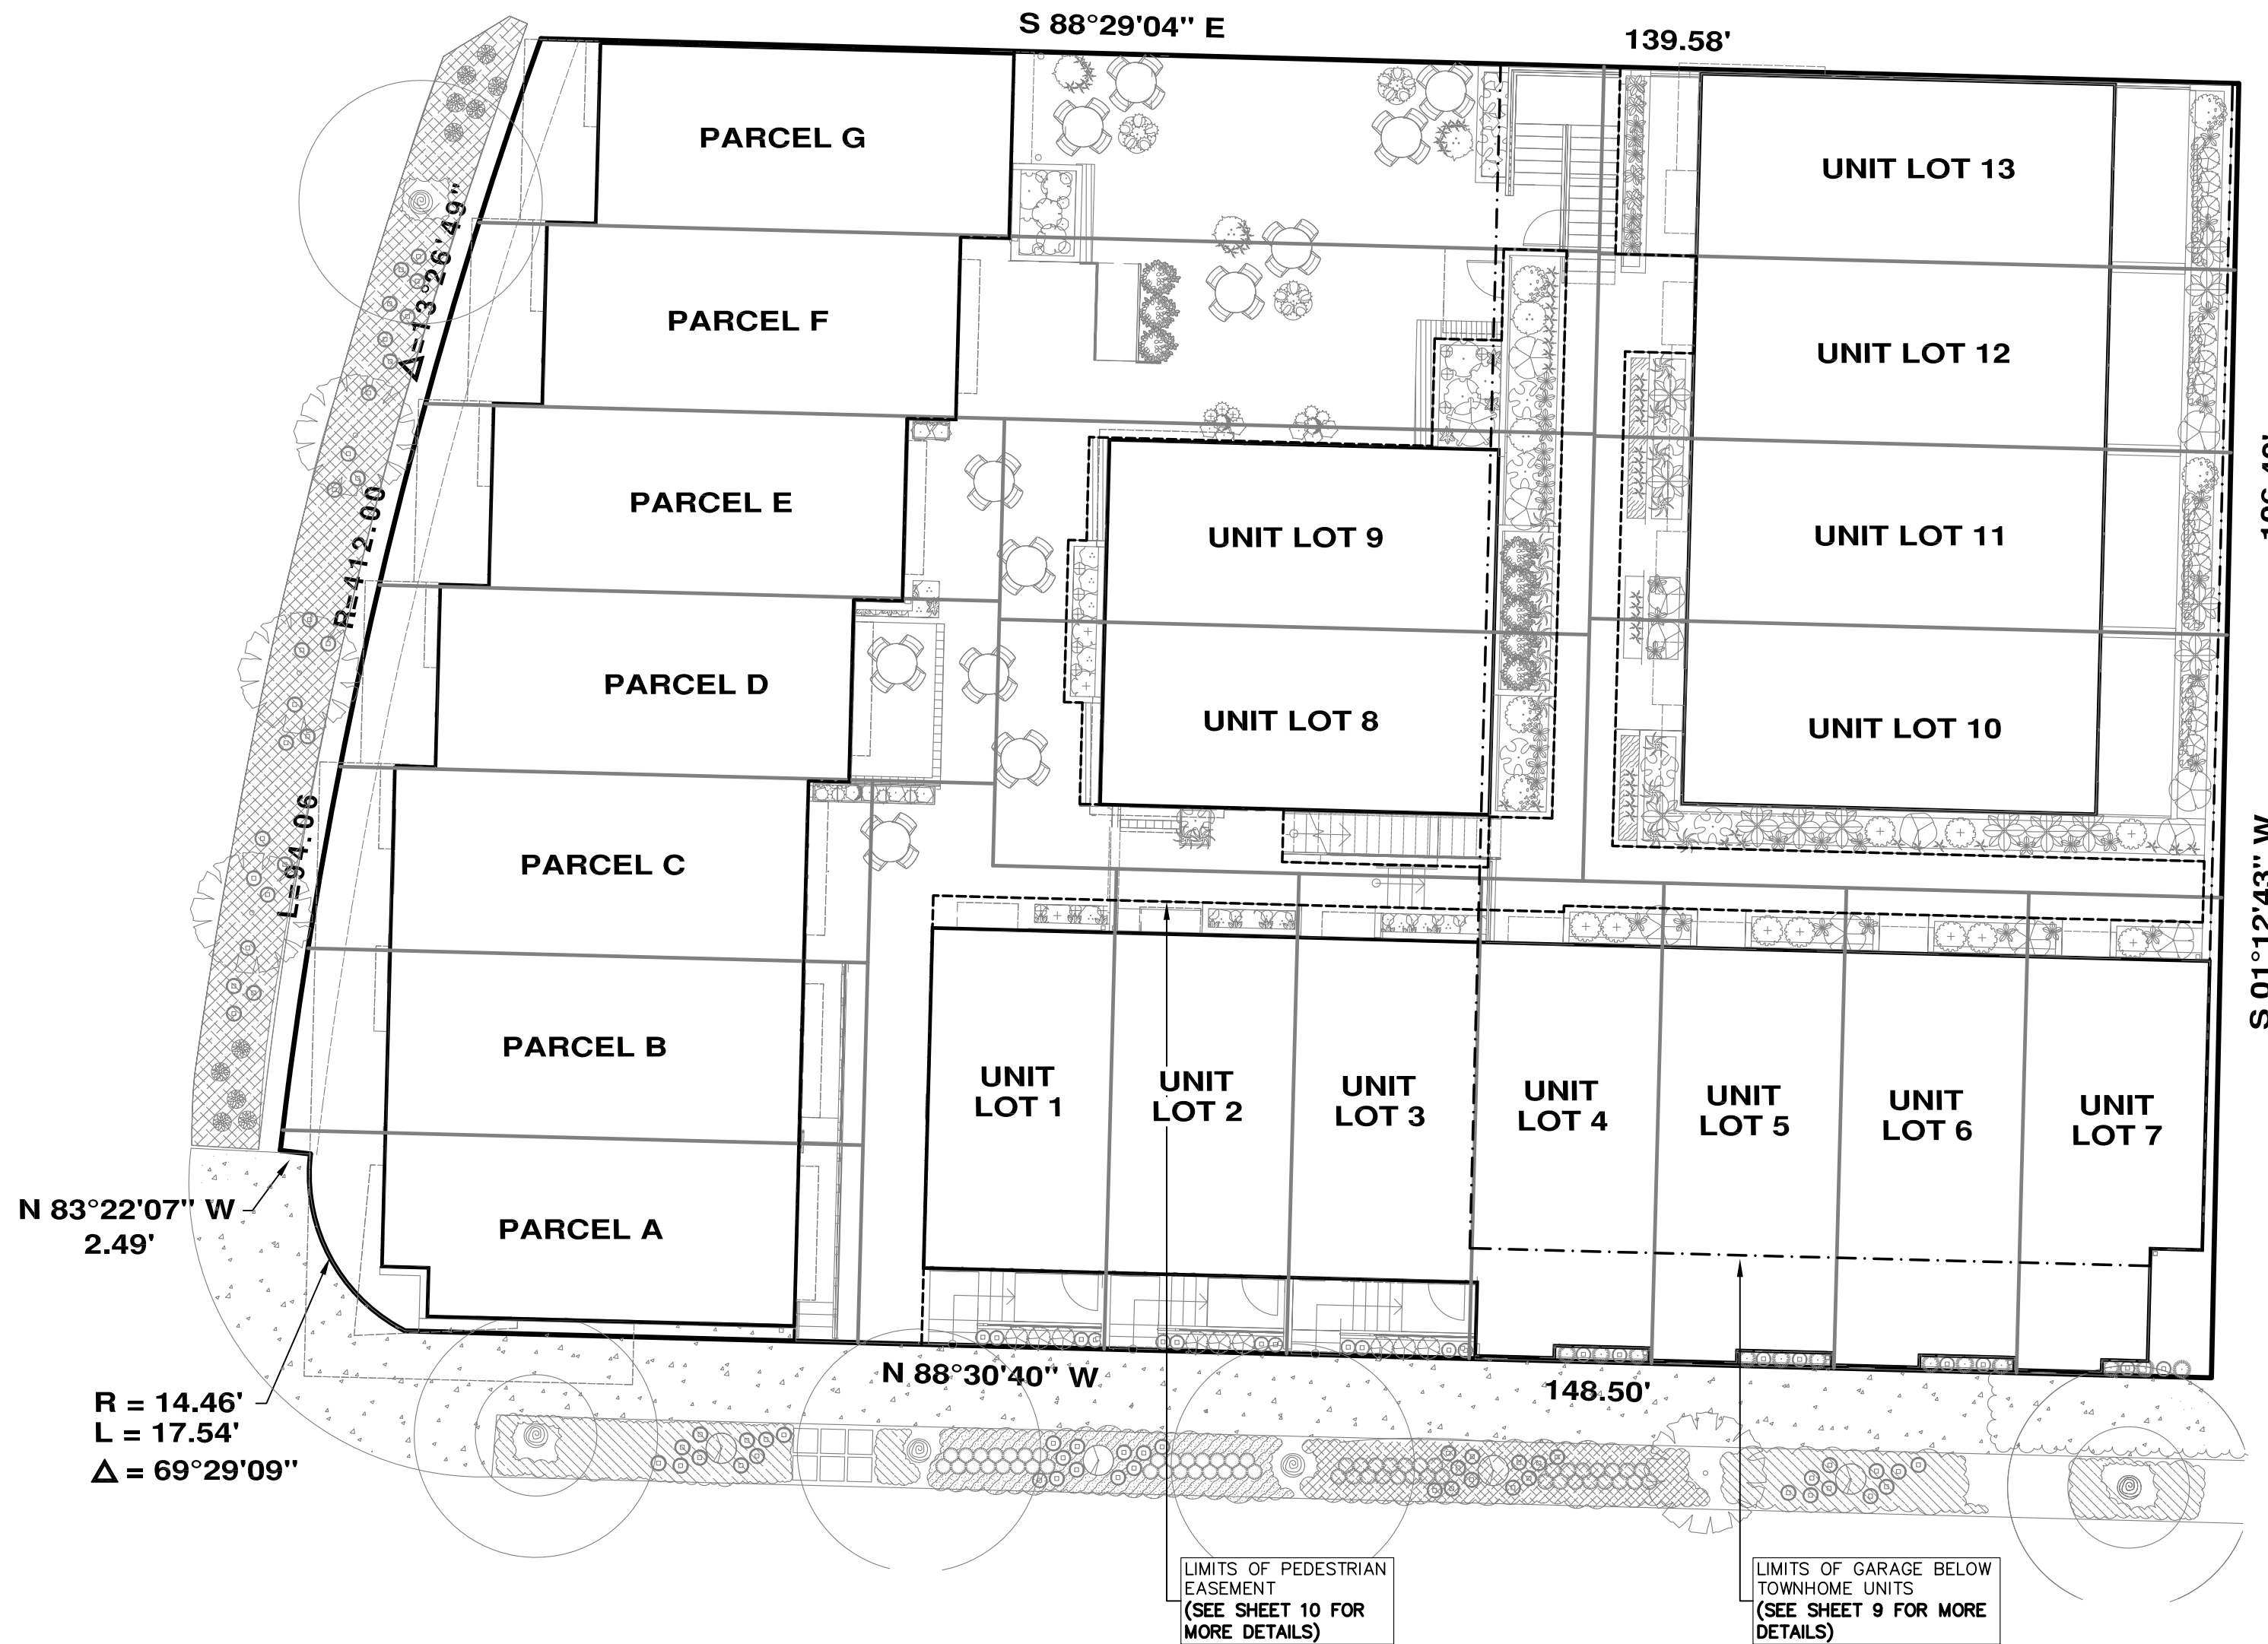 S 88°29'04" E
139.58'
PARCEL G
UNIT LOT 13
Δ=13°26'49"
PARCEL F
UNIT LOT 12
R=412.00
PARCEL E
UNIT LOT 9
UNIT LOT 11
PARCEL D
UNIT LOT 8
UNIT LOT 10
L=94.06
PARCEL C
S 01°12'43" W
PARCEL B
UNIT
LOT 1
UNIT
LOT 2
UNIT
LOT 3
UNIT
LOT 4
UNIT
LOT 5
UNIT
LOT 6
UNIT
LOT 7
N 83°22'07" W
2.49'
PARCEL A
N 88°30'40" W
148.50'
R = 14.46'
L = 17.54'
Δ = 69°29'09"
LIMITS OF PEDESTRIAN
EASEMENT
(SEE SHEET 10 FOR
MORE DETAILS)
LIMITS OF GARAGE BELOW
TOWNHOME UNITS
(SEE SHEET 9 FOR MORE
DETAILS)